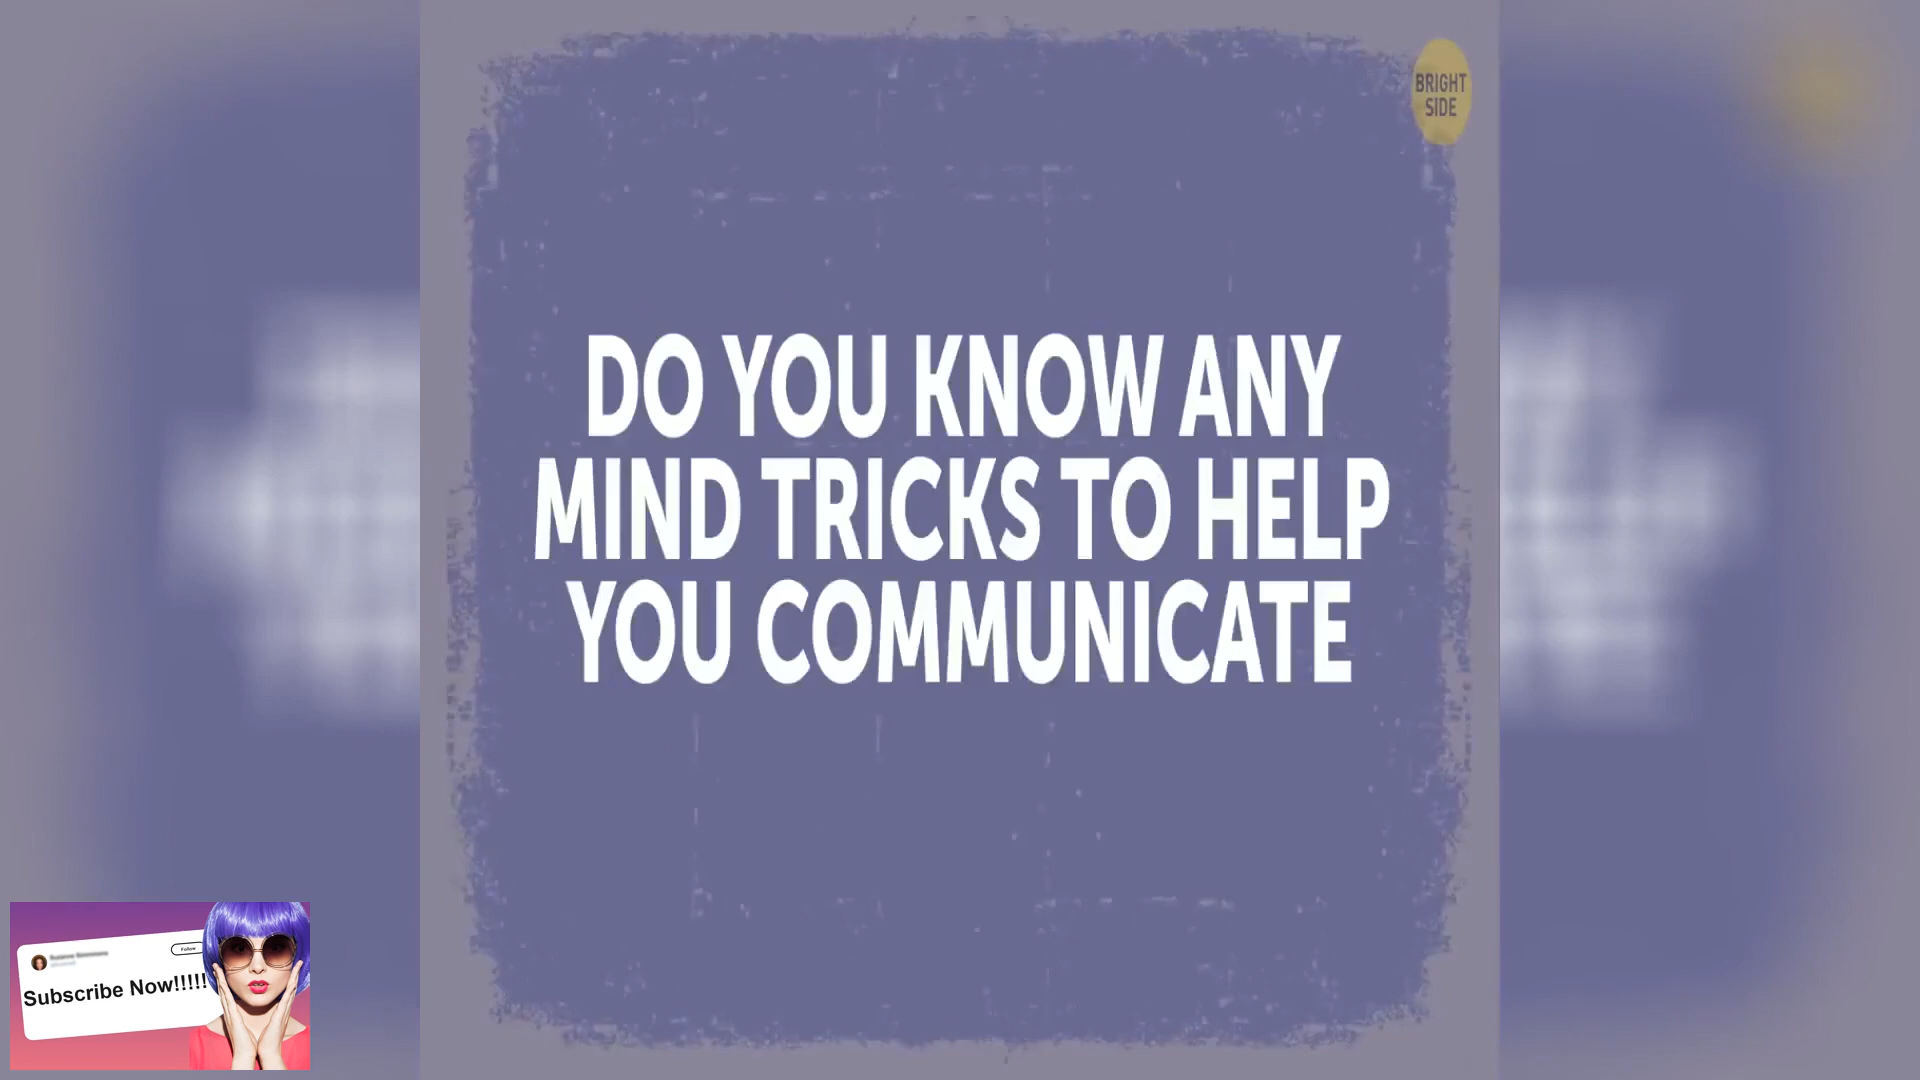 BRIGHT
SIDE
DO YOU KNOW ANY
MIND TRICKS TO HELP
YOU COMMUNICATE
Follow
Subscribe Now!!!!!